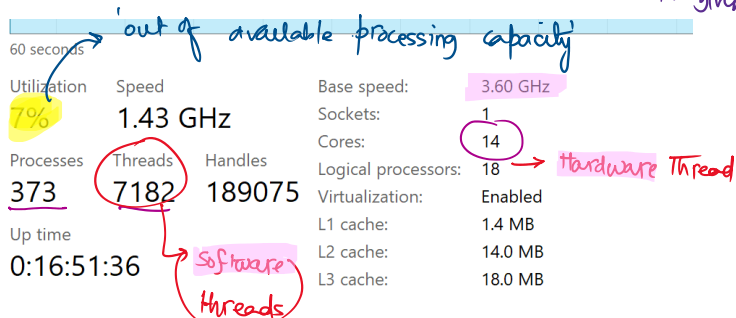 given
'out of available processing capacity'
60 seconds
Utilization Speed
7% 1.43 GHz
Processes Threads Handles
373 7182 189075
Up time
0:16:51:36
Software threads
Base speed: 3.60 GHz
Sockets: 1
Cores: 14
Logical processors: 18 Hardware Thread
Virtualization: Enabled
L1 cache: 1.4 MB
L2 cache: 14.0 MB
L3 cache: 18.0 MB